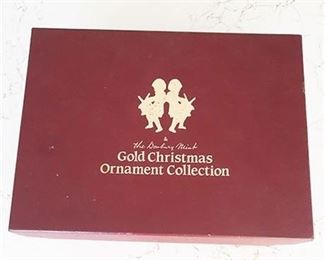 &
the Danbury Mint
Gold Christmas
Ornament Collection